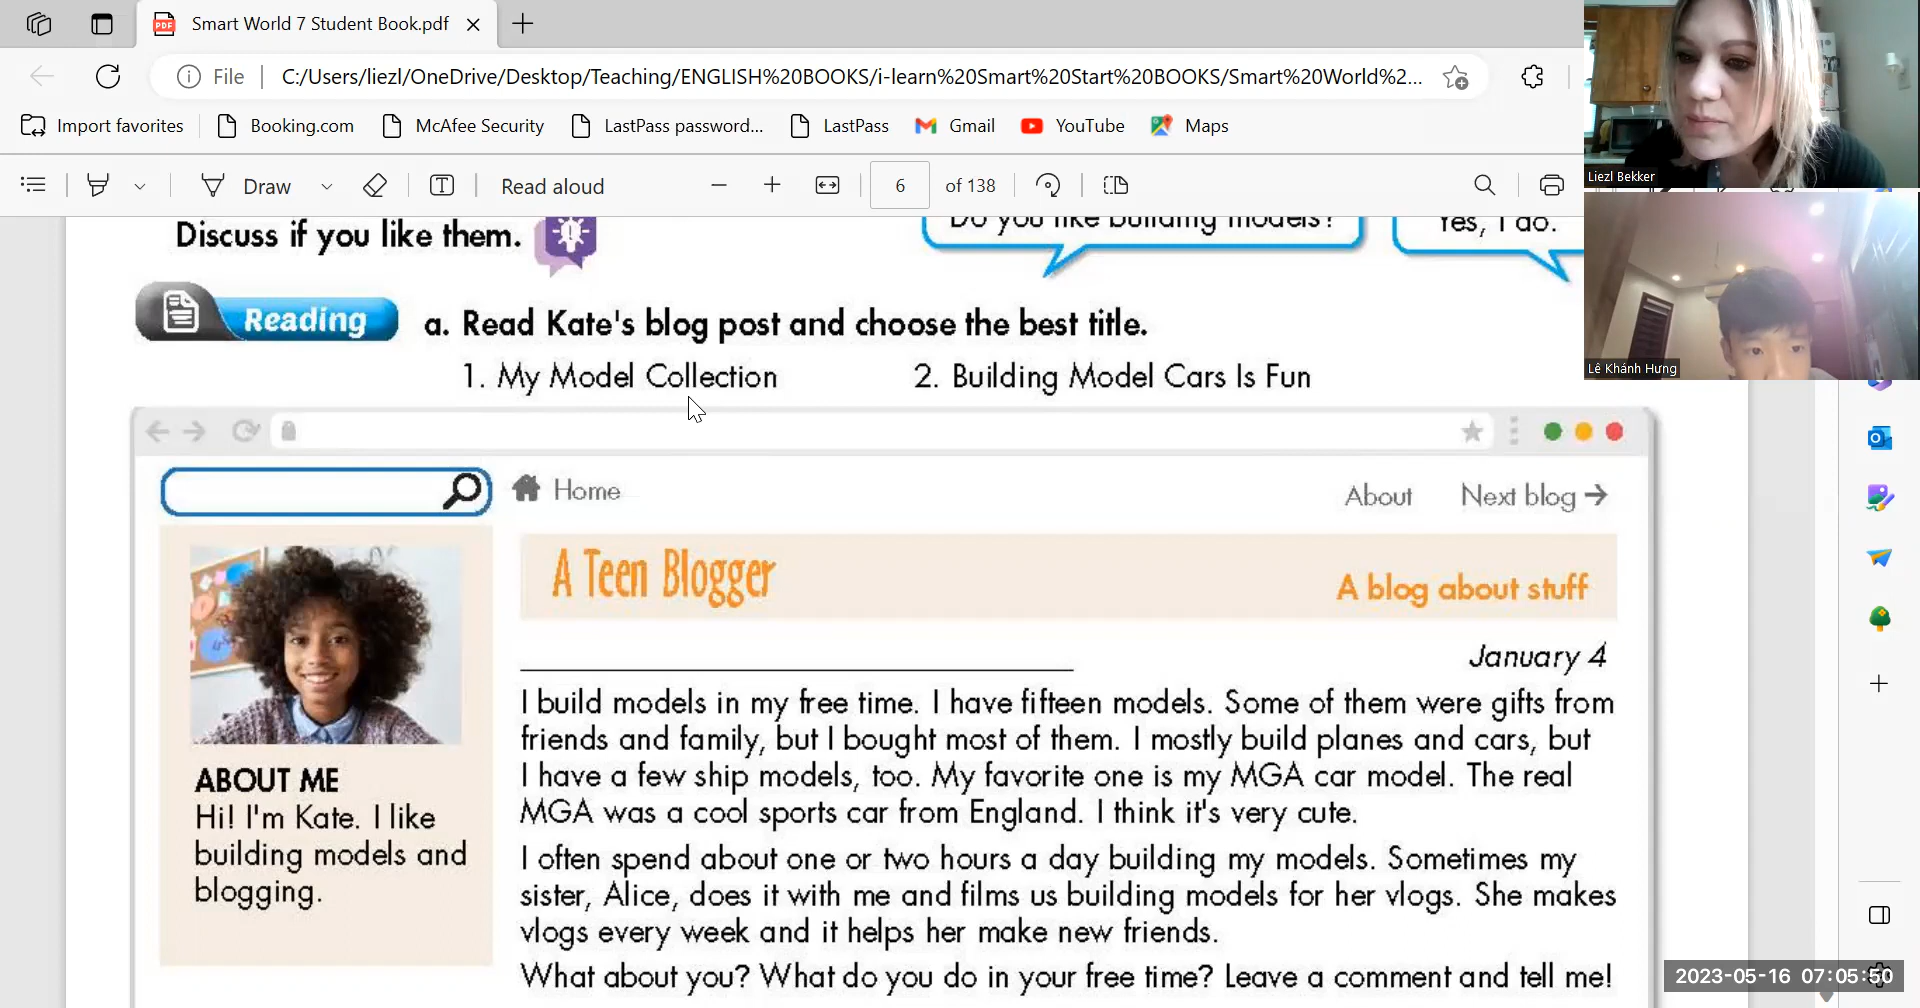 Smart World 7 Student Book.pdf
File
C:/Users/liezl/OneDrive/Desktop/Teaching/ENGLISH%20BOOKS/i-learn%20Smart%20Start%20BOOKS/Smart%20World%2...
Import favorites
Booking.com
McAfee Security
LastPass password...
LastPass
Gmail
YouTube
Maps
Draw
Read aloud
6
of 138
Liezl Bekker
Lê Khánh Hưng
Discuss if you like them.
Do you like building models?
Yes, I do.
Reading
a. Read Kate's blog post and choose the best title.
1. My Model Collection
2. Building Model Cars Is Fun
Home
About
Next blog →
A Teen Blogger
A blog about stuff
January 4
ABOUT ME
Hi! I'm Kate. I like
building models and
blogging.
I build models in my free time. I have fifteen models. Some of them were gifts from
friends and family, but I bought most of them. I mostly build planes and cars, but
I have a few ship models, too. My favorite one is my MGA car model. The real
MGA was a cool sports car from England. I think it's very cute.
I often spend about one or two hours a day building my models. Sometimes my
sister, Alice, does it with me and films us building models for her vlogs. She makes
vlogs every week and it helps her make new friends.
What about you? What do you do in your free time? Leave a comment and tell me!
2023-05-16 07:05:50